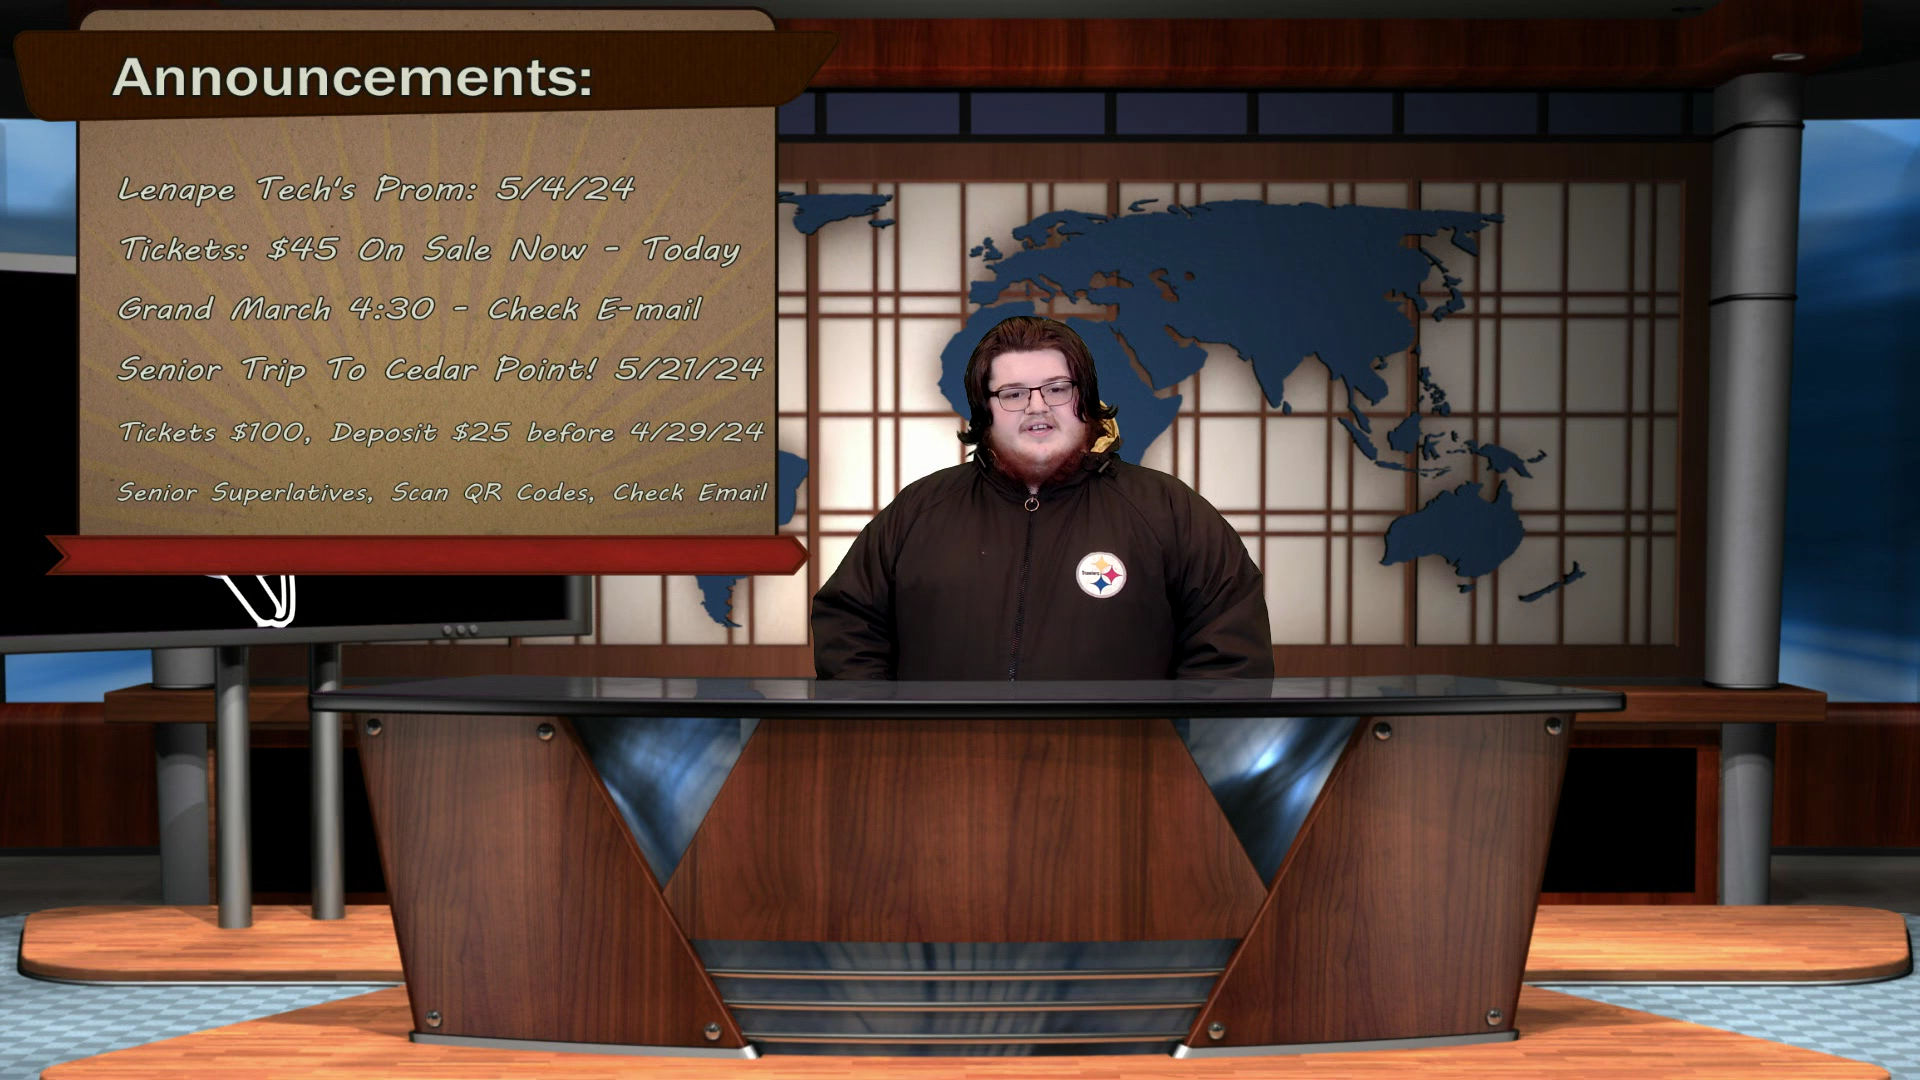 Announcements:
Lenape Tech's Prom: 5/4/24
Tickets: $45 On Sale Now - Today
Grand March 4:30 - Check E-mail
Senior Trip To Cedar Point! 5/21/24
Tickets $100, Deposit $25 before 4/29/24
Senior Superlatives, Scan QR Codes, Check Email
Steelers